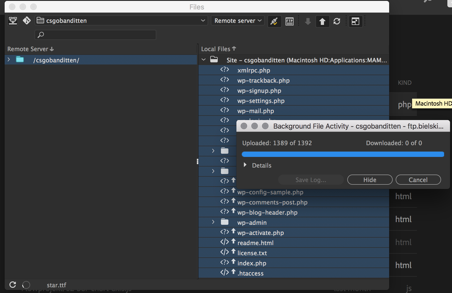 Files
csgobanditten
Remote server
KIND
Remote Server
Local Files
/csgobanditten/
Site - csgobanditten (Macintosh HD:Applications:MAM...
xmlrpc.php
wp-trackback.php
wp-signup.php
wp-settings.php
wp-mail.php
php
Macintosh HD
Background File Activity - csgobanditten - ftp.bielski...
Uploaded: 1389 of 1392
Downloaded: 0 of 0
Details
Save Log...
Hide
Cancel
wp-config-sample.php
html
wp-comments-post.php
wp-blog-header.php
wp-admin
html
wp-activate.php
readme.html
html
license.txt
index.php
html
.htaccess
star.ttf
js